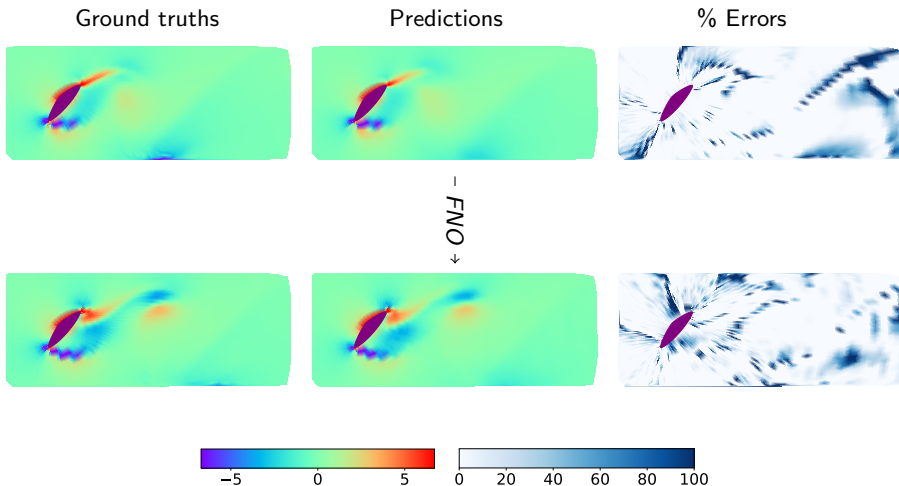 Ground truths
Predictions
% Errors
– FNO →
−5
0
5
0
20
40
60
80
100